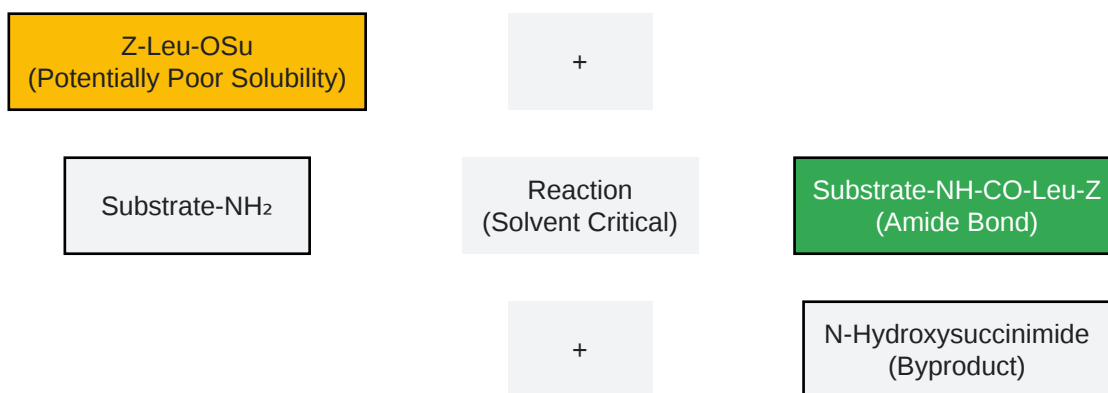 Z-Leu-OSu
(Potentially Poor Solubility)
+
Substrate-NH₂
Reaction
(Solvent Critical)
Substrate-NH-CO-Leu-Z
(Amide Bond)
+
N-Hydroxysuccinimide
(Byproduct)